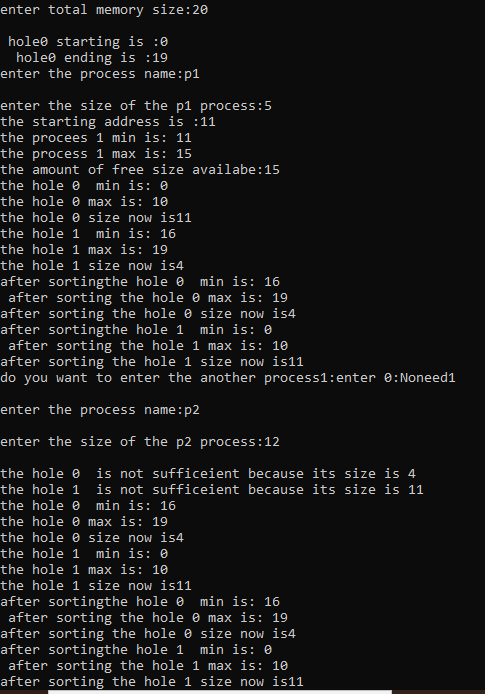 enter total memory size:20
hole0 starting is :0
hole0 ending is :19
enter the process name:p1
enter the size of the p1 process:5
the starting address is :11
the procees 1 min is: 11
the process 1 max is: 15
the amount of free size availabe:15
the hole 0  min is: 0
the hole 0 max is: 10
the hole 0 size now is11
the hole 1  min is: 16
the hole 1 max is: 19
the hole 1 size now is4
after sortingthe hole 0  min is: 16
after sorting the hole 0 max is: 19
after sorting the hole 0 size now is4
after sortingthe hole 1  min is: 0
after sorting the hole 1 max is: 10
after sorting the hole 1 size now is11
do you want to enter the another process1:enter 0:Noneed1
enter the process name:p2
enter the size of the p2 process:12
the hole 0  is not sufficeient because its size is 4
the hole 1  is not sufficeient because its size is 11
the hole 0  min is: 16
the hole 0 max is: 19
the hole 0 size now is4
the hole 1  min is: 0
the hole 1 max is: 10
the hole 1 size now is11
after sortingthe hole 0  min is: 16
after sorting the hole 0 max is: 19
after sorting the hole 0 size now is4
after sortingthe hole 1  min is: 0
after sorting the hole 1 max is: 10
after sorting the hole 1 size now is11